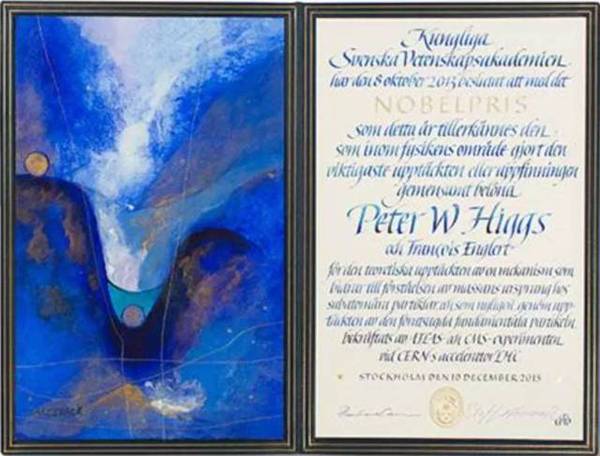 Kungliga
Svenska Vetenskapsakademien
har den 8 oktober 2013 beslutat att med det
NOBELPRIS
som detta år tillerkännes den
som inom fysikens område gjort den
viktigaste upptäckten eller uppfinningen
gemensamt belöna
Peter W Higgs
och François Englert
för den teoretiska upptäckten av en mekanism som
bidrar till förståelsen av massans ursprung hos
subatomära partiklar och som nyligen, genom upp-
täckten av den förutsagda fundamentala partikeln,
bekräftats av ATLAS- och CMS-experimenten
vid CERN's accelerator LHC
STOCKHOLM DEN 10 DECEMBER 2013